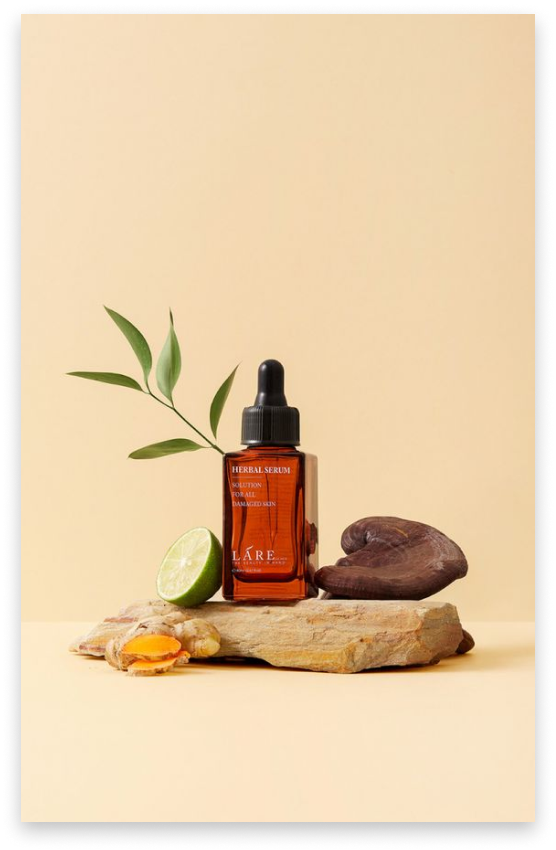 HERBAL SERUM
SOLUTION
FOR ALL
DAMAGED SKIN
LÁRE